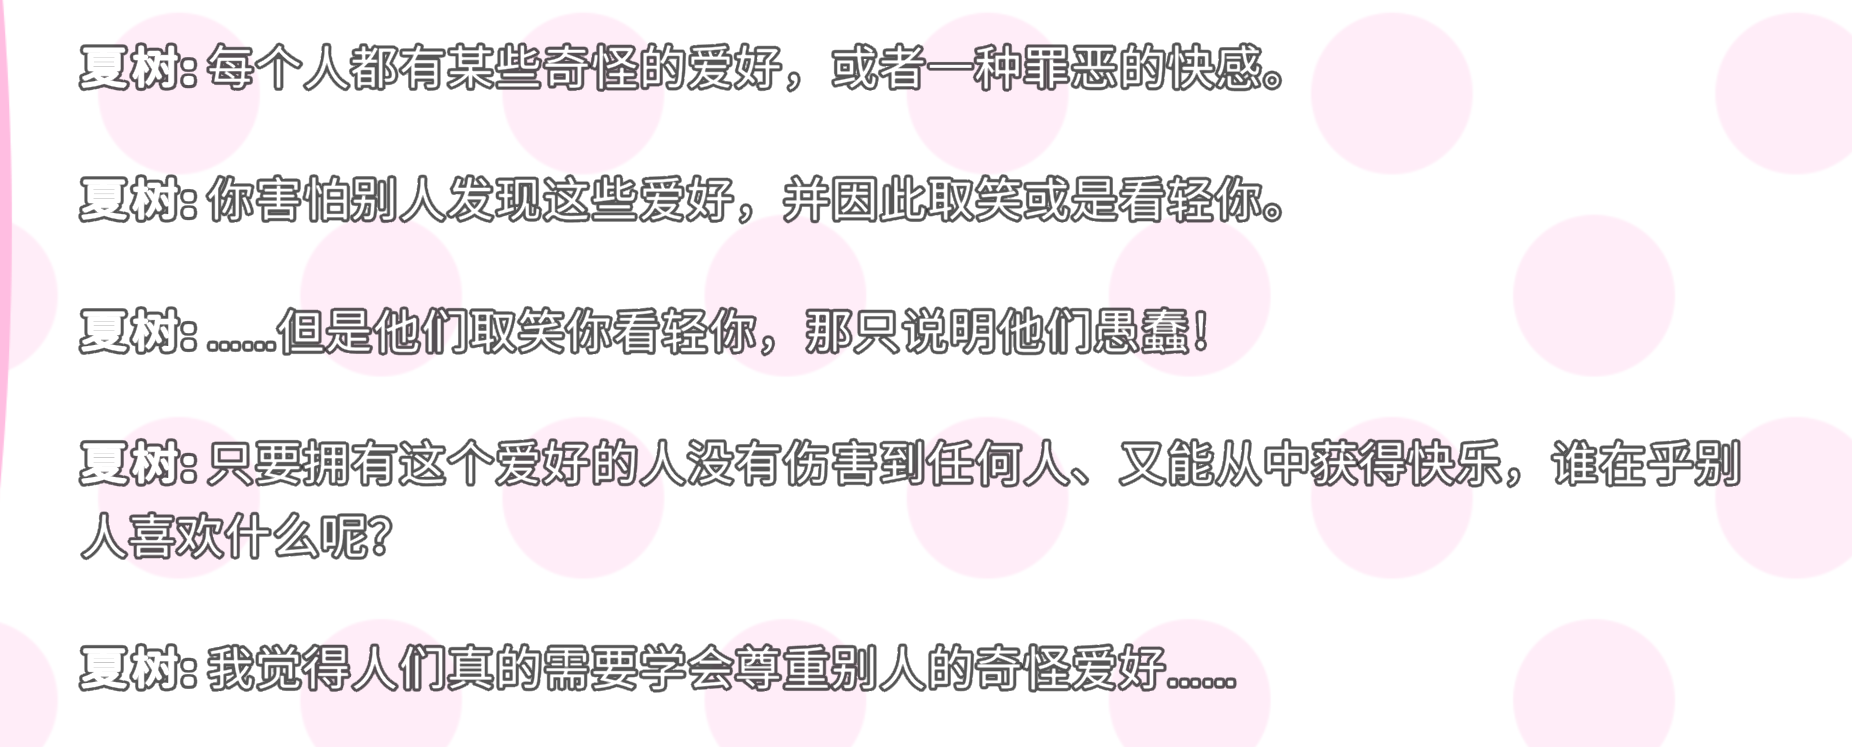 夏树: 每个人都有某些奇怪的爱好，或者一种罪恶的快感。
夏树: 你害怕别人发现这些爱好，并因此取笑或是看轻你。
夏树: ……但是他们取笑你看轻你，那只说明他们愚蠢！
夏树: 只要拥有这个爱好的人没有伤害到任何人、又能从中获得快乐，谁在乎别
人喜欢什么呢？
夏树: 我觉得人们真的需要学会尊重别人的奇怪爱好……